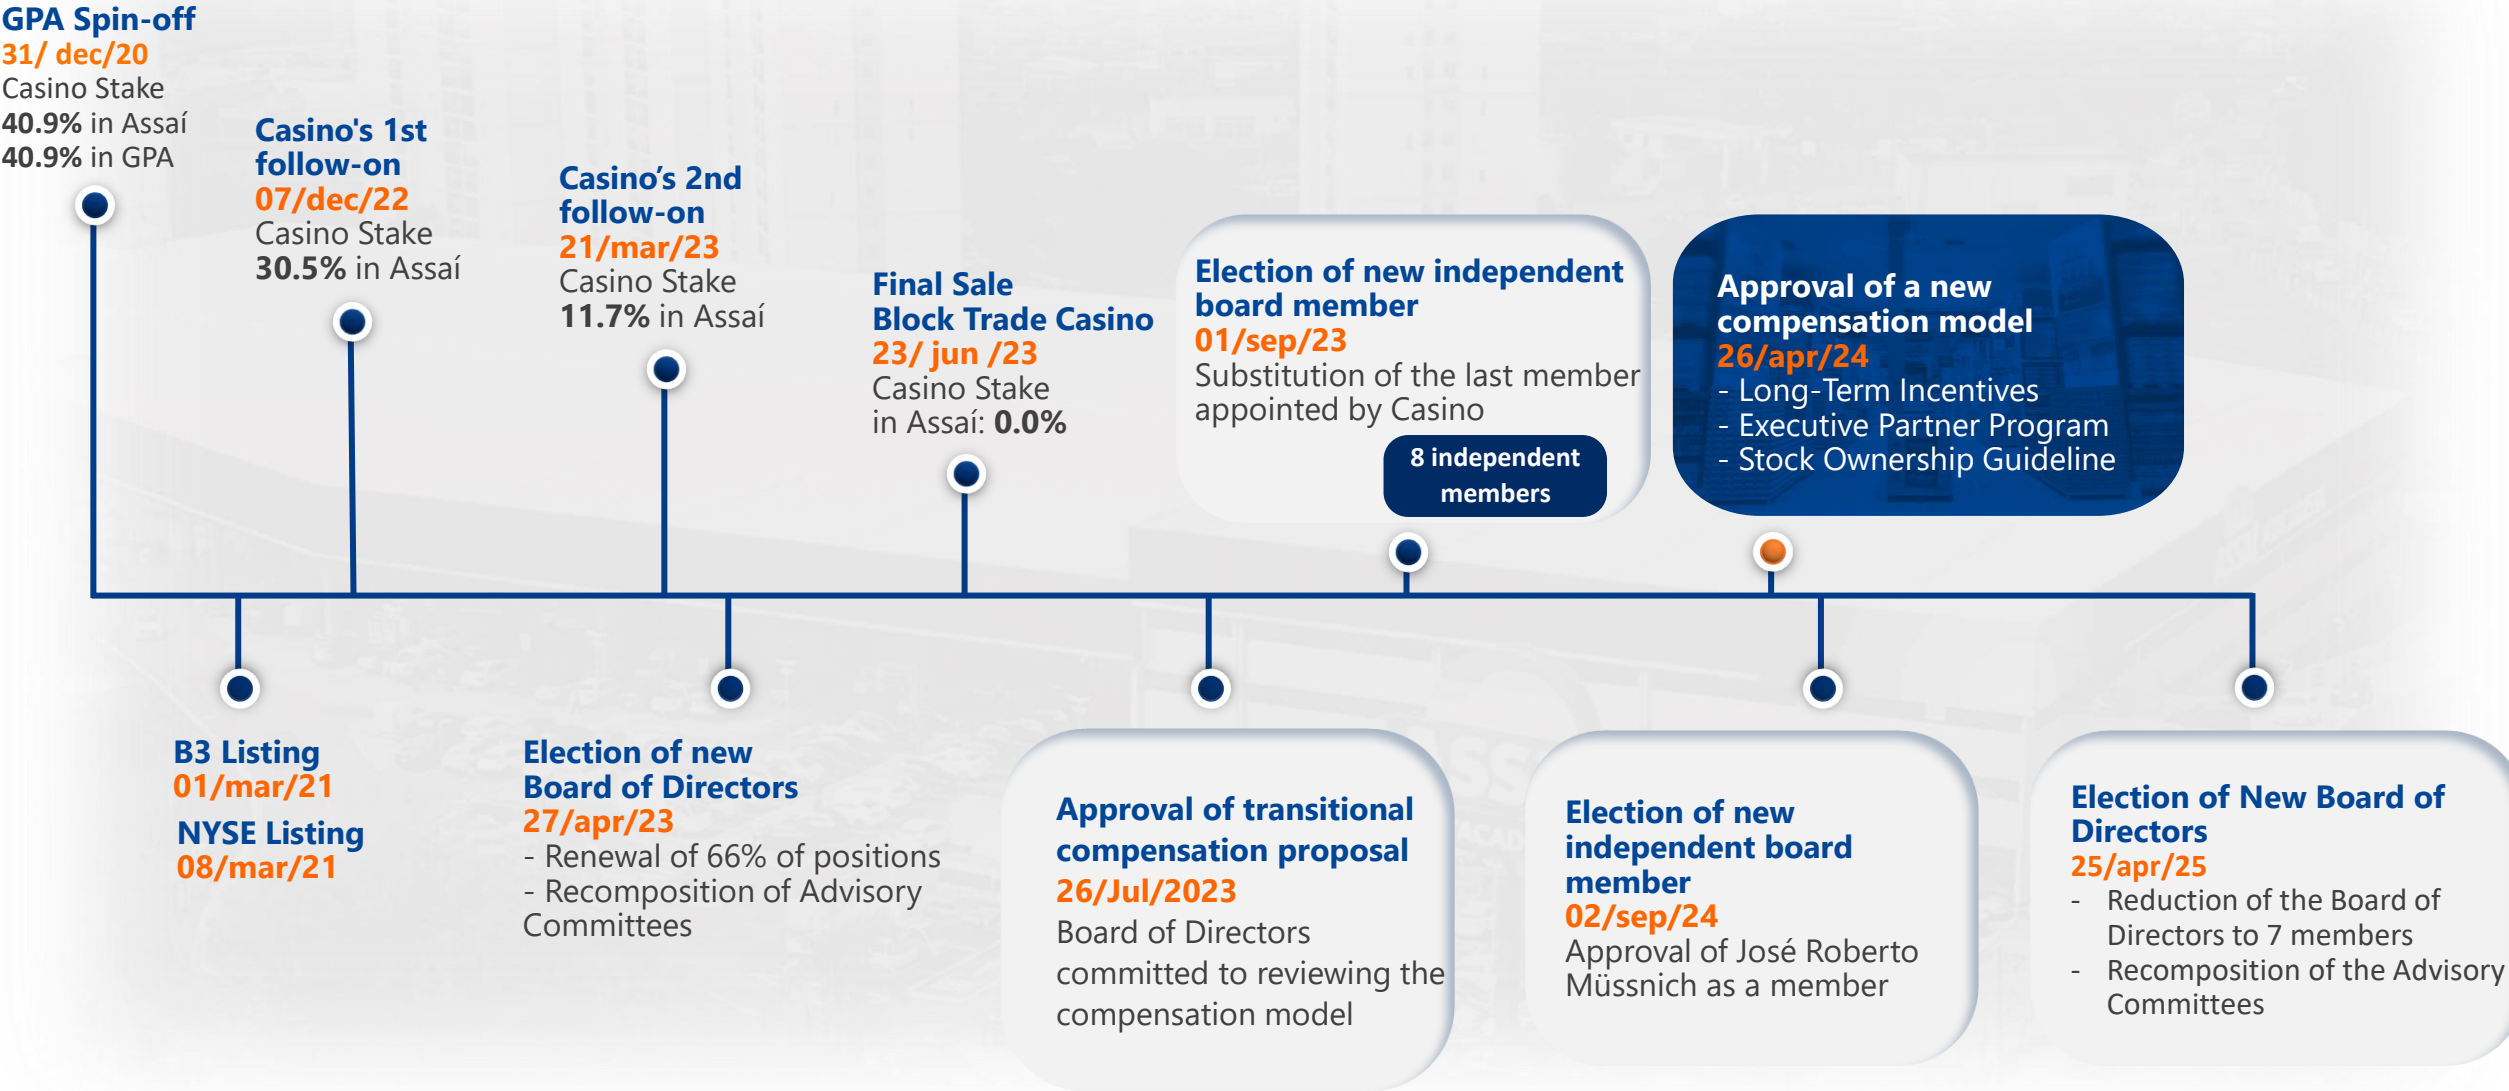 GPA Spin-off
31/ dec/20
Casino Stake
40.9% in Assaí
40.9% in GPA
Casino's 1st
follow-on
07/dec/22
Casino Stake
30.5% in Assaí
Casino’s 2nd
follow-on
21/mar/23
Casino Stake
11.7% in Assaí
Final Sale
Block Trade Casino
23/ jun /23
Casino Stake
in Assaí: 0.0%
Election of new independent
board member
01/sep/23
Substitution of the last member
appointed by Casino
8 independent
members
Approval of a new
compensation model
26/apr/24
- Long-Term Incentives
- Executive Partner Program
- Stock Ownership Guideline
B3 Listing
01/mar/21
NYSE Listing
08/mar/21
Election of new
Board of Directors
27/apr/23
- Renewal of 66% of positions
- Recomposition of Advisory
Committees
Approval of transitional
compensation proposal
26/Jul/2023
Board of Directors
committed to reviewing the
compensation model
Election of new
independent board
member
02/sep/24
Approval of José Roberto
Müssnich as a member
Election of New Board of
Directors
25/apr/25
- Reduction of the Board of
Directors to 7 members
- Recomposition of the Advisory
Committees